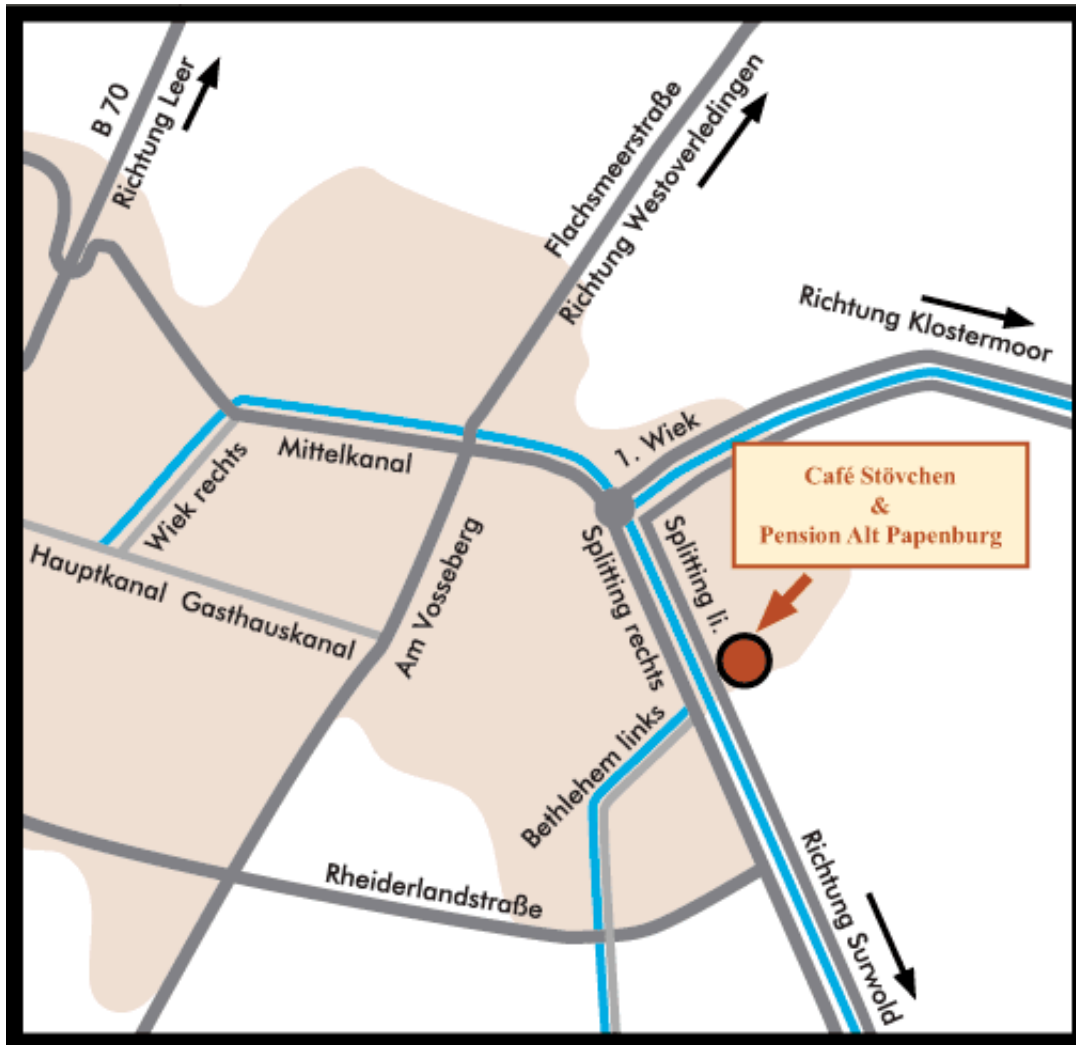 B 70
Richtung Leer
Flachsmeerstraße
Richtung Westoverledingen
Richtung Klostermoor
1. Wiek
Mittelkanal
Wiek rechts
Café Stövchen
&
Pension Alt Papenburg
Hauptkanal Gasthauskanal
Am Vosseberg
Splitting rechts
Splitting li.
Bethlehem links
Rheiderlandstraße
Richtung Surwold